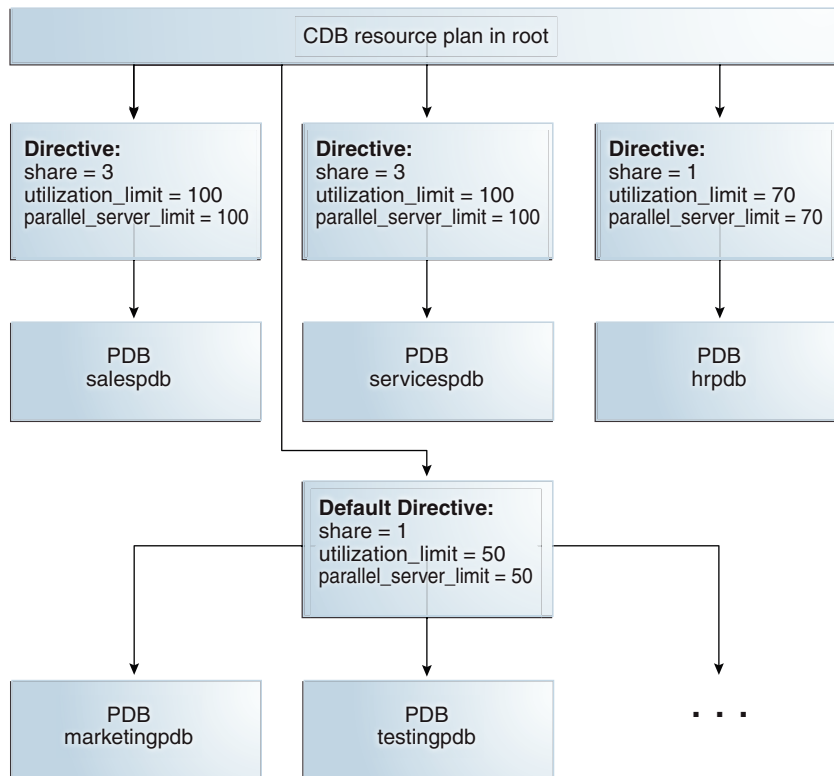 CDB resource plan in root
Directive:
share = 3
utilization_limit = 100
parallel_server_limit = 100
Directive:
share = 3
utilization_limit = 100
parallel_server_limit = 100
Directive:
share = 1
utilization_limit = 70
parallel_server_limit = 70
PDB
salespdb
PDB
servicespdb
PDB
hrpdb
Default Directive:
share = 1
utilization_limit = 50
parallel_server_limit = 50
PDB
marketingpdb
PDB
testingpdb
. . .